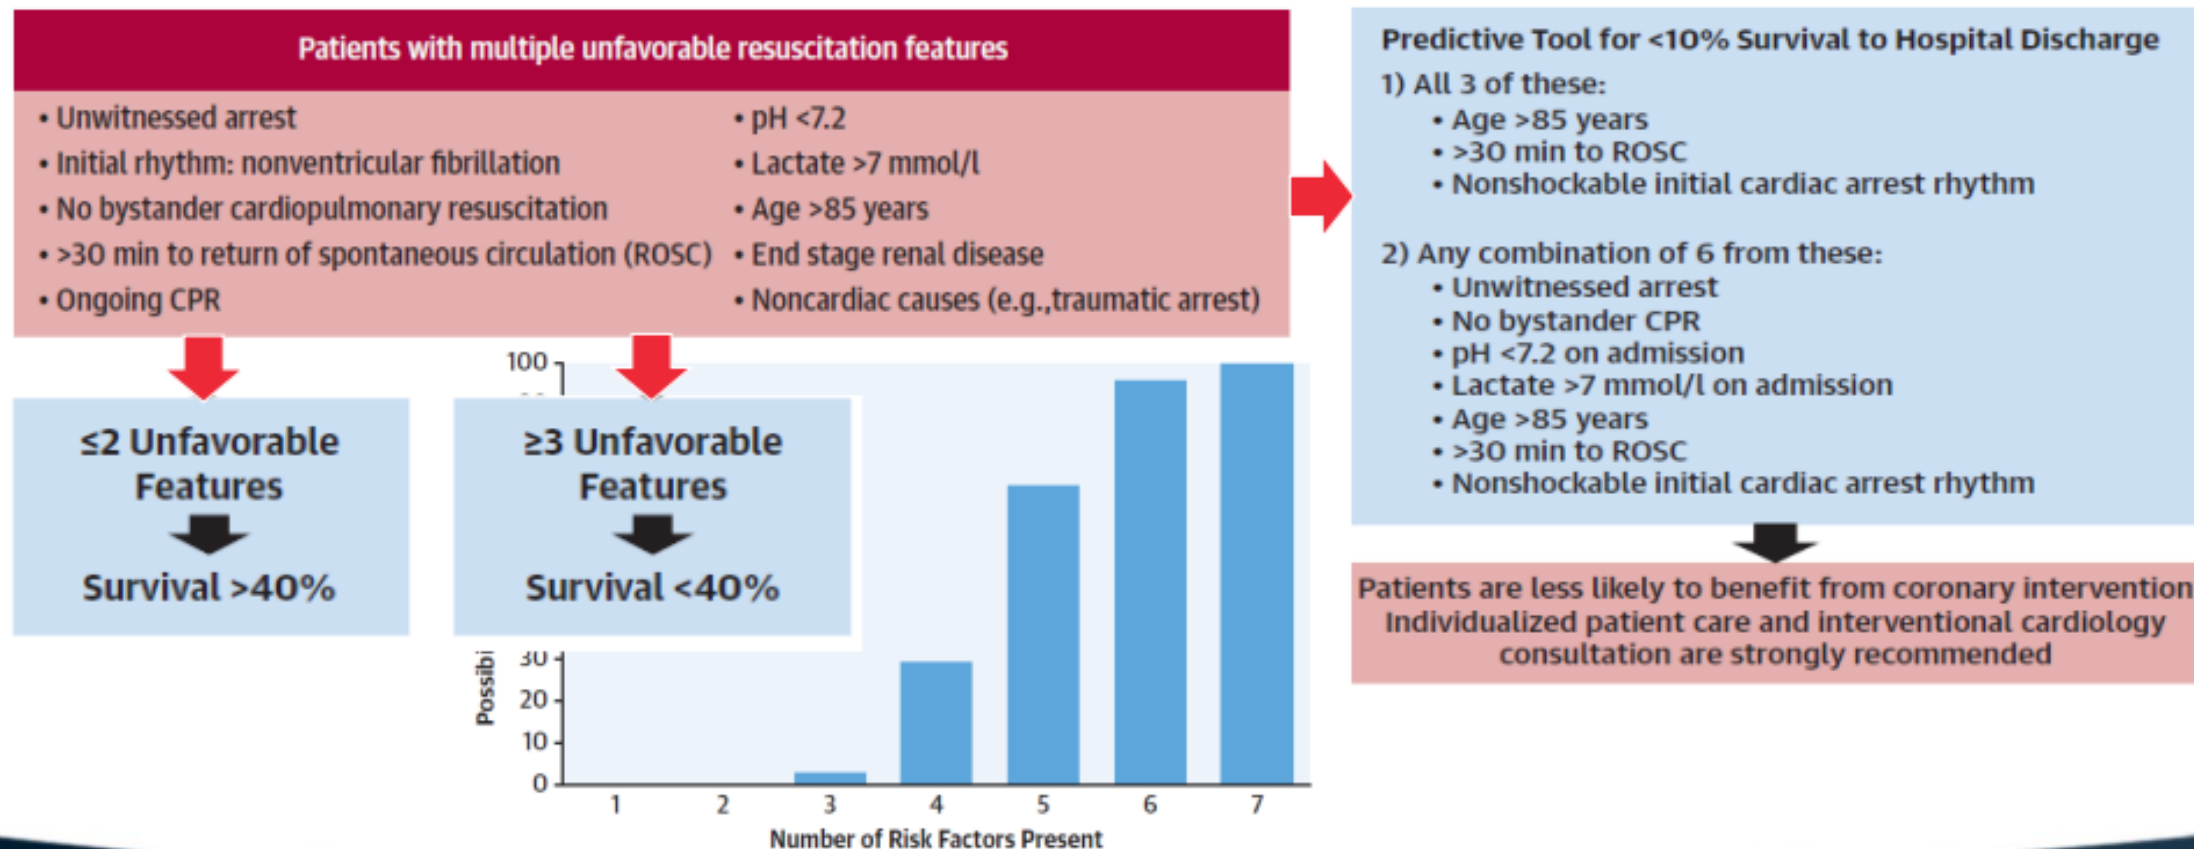 Patients with multiple unfavorable resuscitation features
• Unwitnessed arrest
• Initial rhythm: nonventricular fibrillation
• No bystander cardiopulmonary resuscitation
• >30 min to return of spontaneous circulation (ROSC)
• Ongoing CPR
• pH <7.2
• Lactate >7 mmol/l
• Age >85 years
• End stage renal disease
• Noncardiac causes (e.g.,traumatic arrest)
≤2 Unfavorable
Features
Survival >40%
≥3 Unfavorable
Features
Survival <40%
100
30
20
10
0
1 2 3 4 5 6 7
Number of Risk Factors Present
Predictive Tool for <10% Survival to Hospital Discharge
1) All 3 of these:
• Age >85 years
• >30 min to ROSC
• Nonshockable initial cardiac arrest rhythm
2) Any combination of 6 from these:
• Unwitnessed arrest
• No bystander CPR
• pH <7.2 on admission
• Lactate >7 mmol/l on admission
• Age >85 years
• >30 min to ROSC
• Nonshockable initial cardiac arrest rhythm
Patients are less likely to benefit from coronary intervention
Individualized patient care and interventional cardiology
consultation are strongly recommended